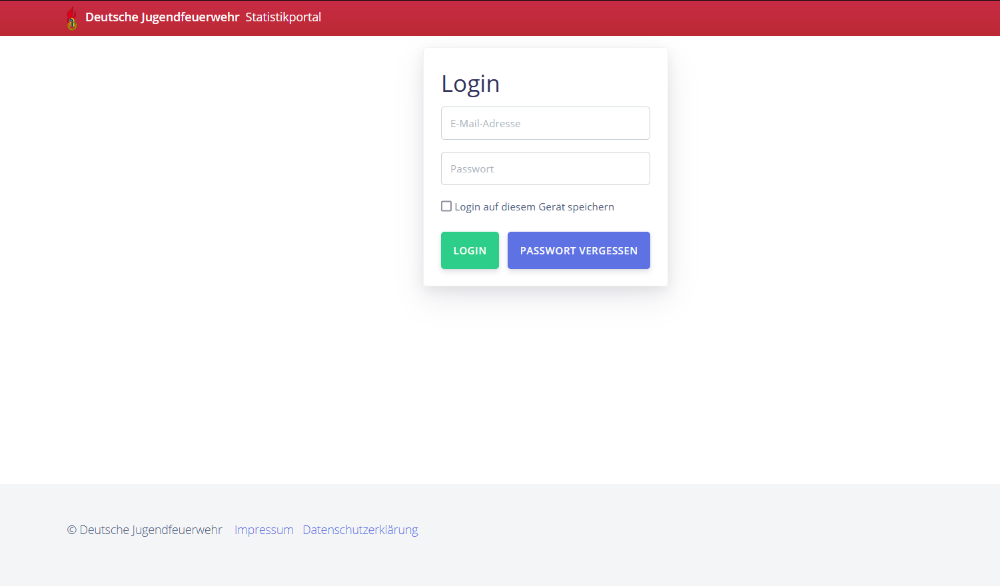 Deutsche Jugendfeuerwehr Statistikportal
Login
E-Mail-Adresse
Passwort
Login auf diesem Gerät speichern
LOGIN PASSWORT VERGESSEN
© Deutsche Jugendfeuerwehr Impressum Datenschutzerklärung